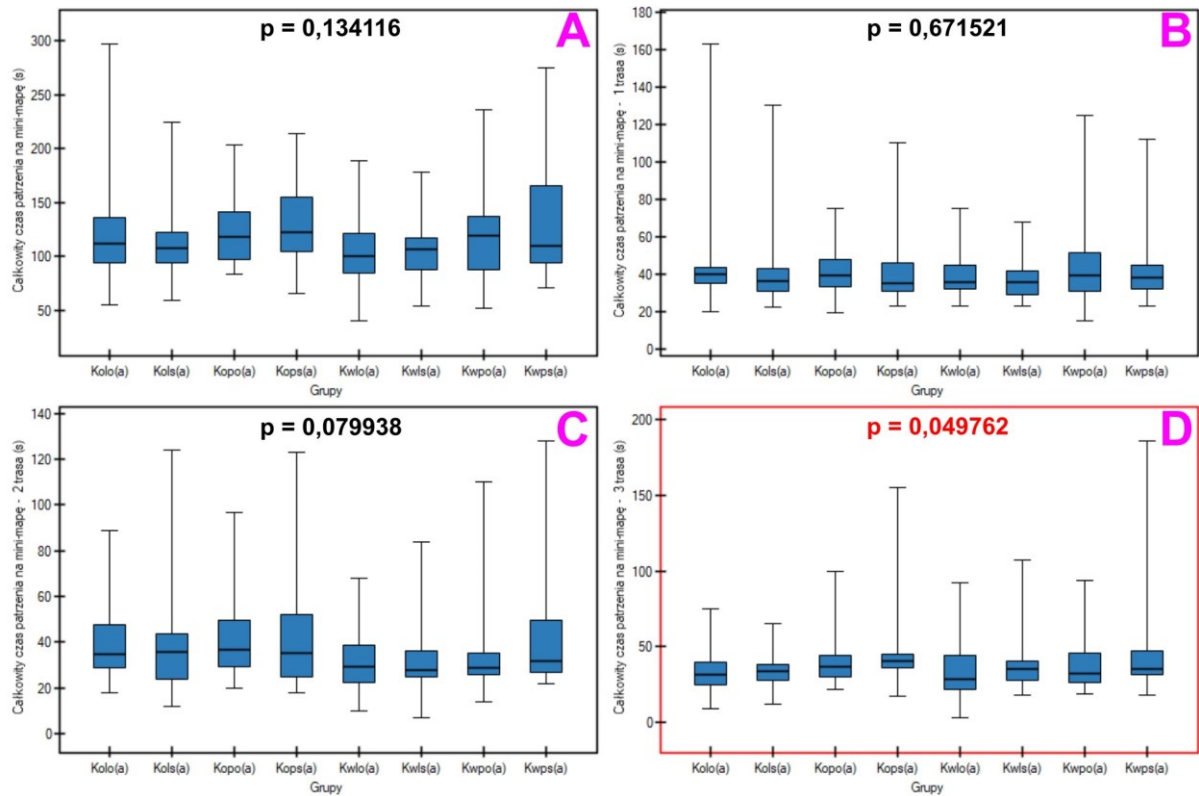 p = 0,134116
A
Całkowity czas patrzenia na mini-mapę (s)
300
250
200
150
100
50
Kolo(a) Kols(a) Kopo(a) Kops(a) Kwlo(a) Kwls(a) Kwpo(a) Kwps(a)
Grupy
p = 0,671521
B
Całkowity czas patrzenia na mini-mapę - 1 trasa (s)
180
160
140
120
100
80
60
40
20
0
Kolo(a) Kols(a) Kopo(a) Kops(a) Kwlo(a) Kwls(a) Kwpo(a) Kwps(a)
Grupy
p = 0,079938
C
Całkowity czas patrzenia na mini-mapę - 2 trasa (s)
140
120
100
80
60
40
20
0
Kolo(a) Kols(a) Kopo(a) Kops(a) Kwlo(a) Kwls(a) Kwpo(a) Kwps(a)
Grupy
p = 0,049762
D
Całkowity czas patrzenia na mini-mapę - 3 trasa (s)
200
150
100
50
0
Kolo(a) Kols(a) Kopo(a) Kops(a) Kwlo(a) Kwls(a) Kwpo(a) Kwps(a)
Grupy